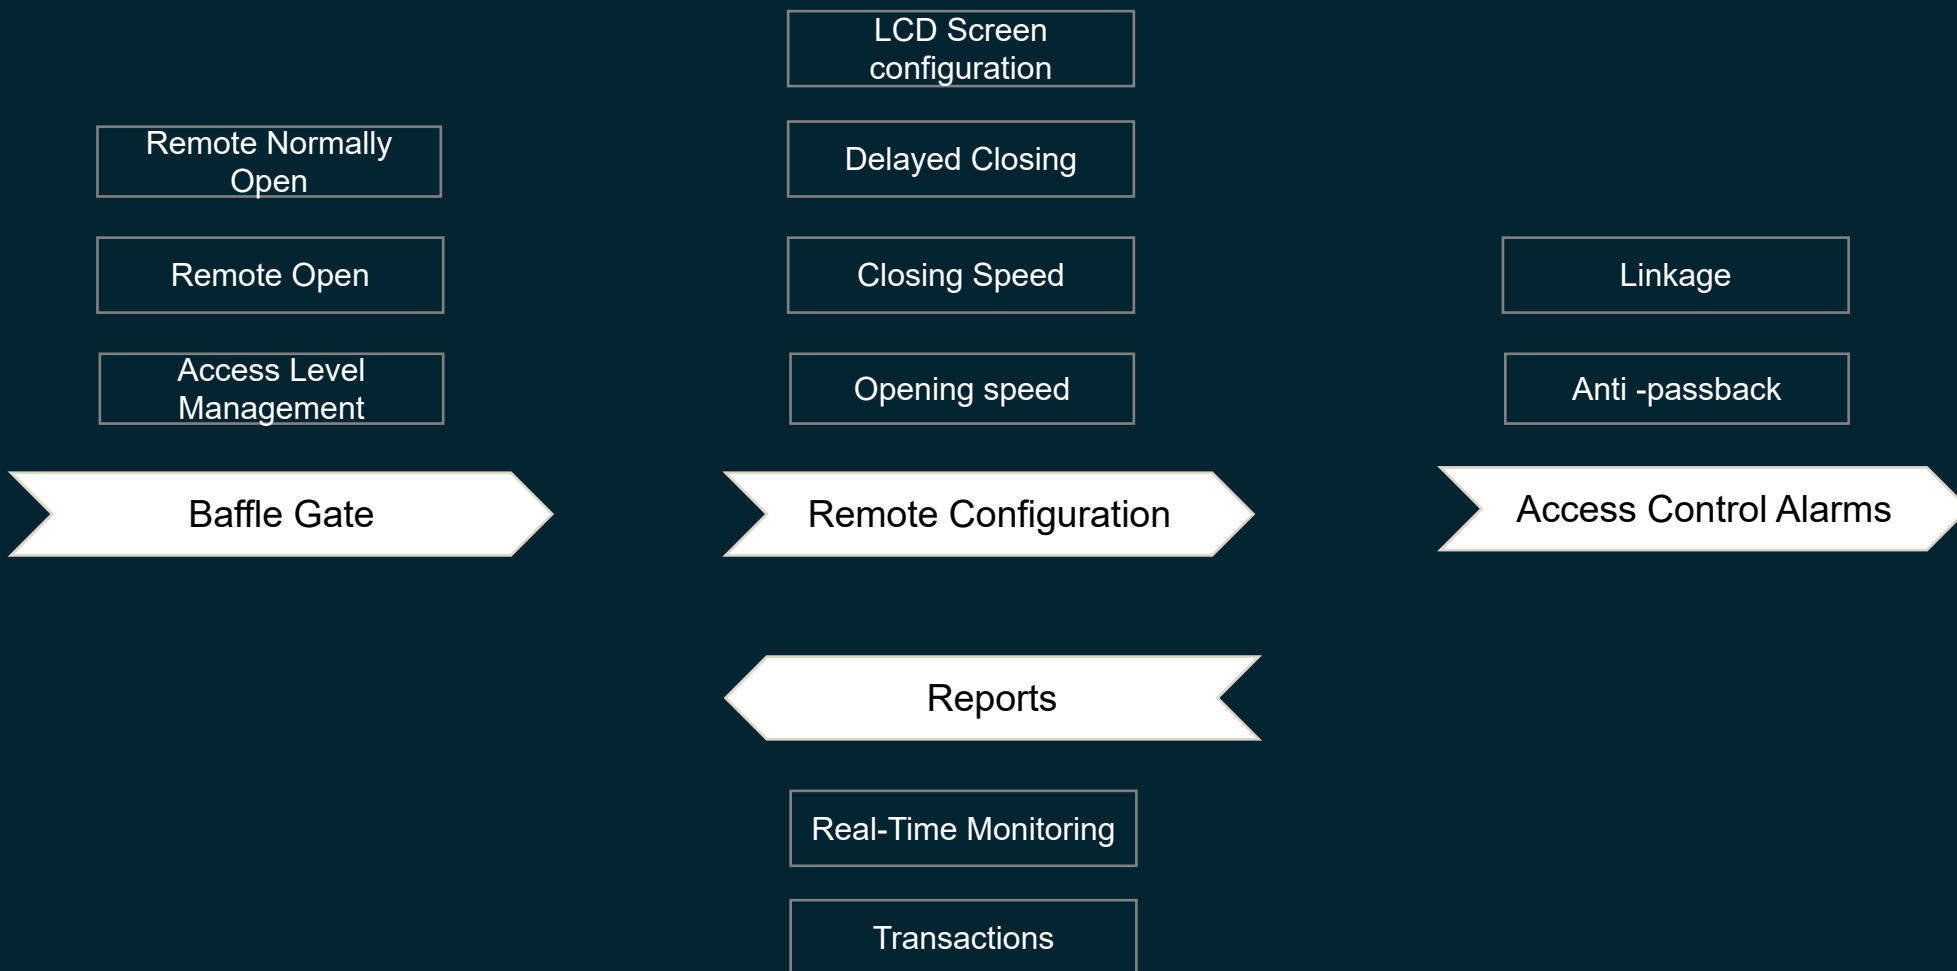 LCD Screen
configuration
Remote Normally
Open
Delayed Closing
Remote Open
Closing Speed
Linkage
Access Level
Management
Opening speed
Anti -passback
Baffle Gate
Remote Configuration
Access Control Alarms
Reports
Real-Time Monitoring
Transactions